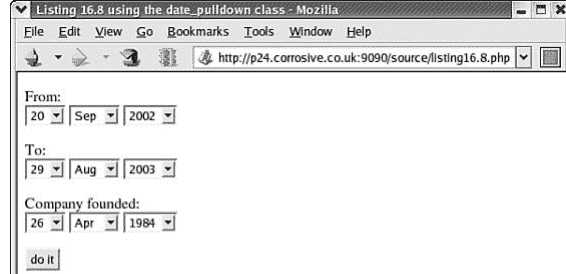 Listing 16.8 using the date_pulldown class - Mozilla
File Edit View Go Bookmarks Tools Window Help
http://p24.corrosive.co.uk:9090/source/listing16.8.php
From:
20 Sep 2002
To:
29 Aug 2003
Company founded:
26 Apr 1984
do it